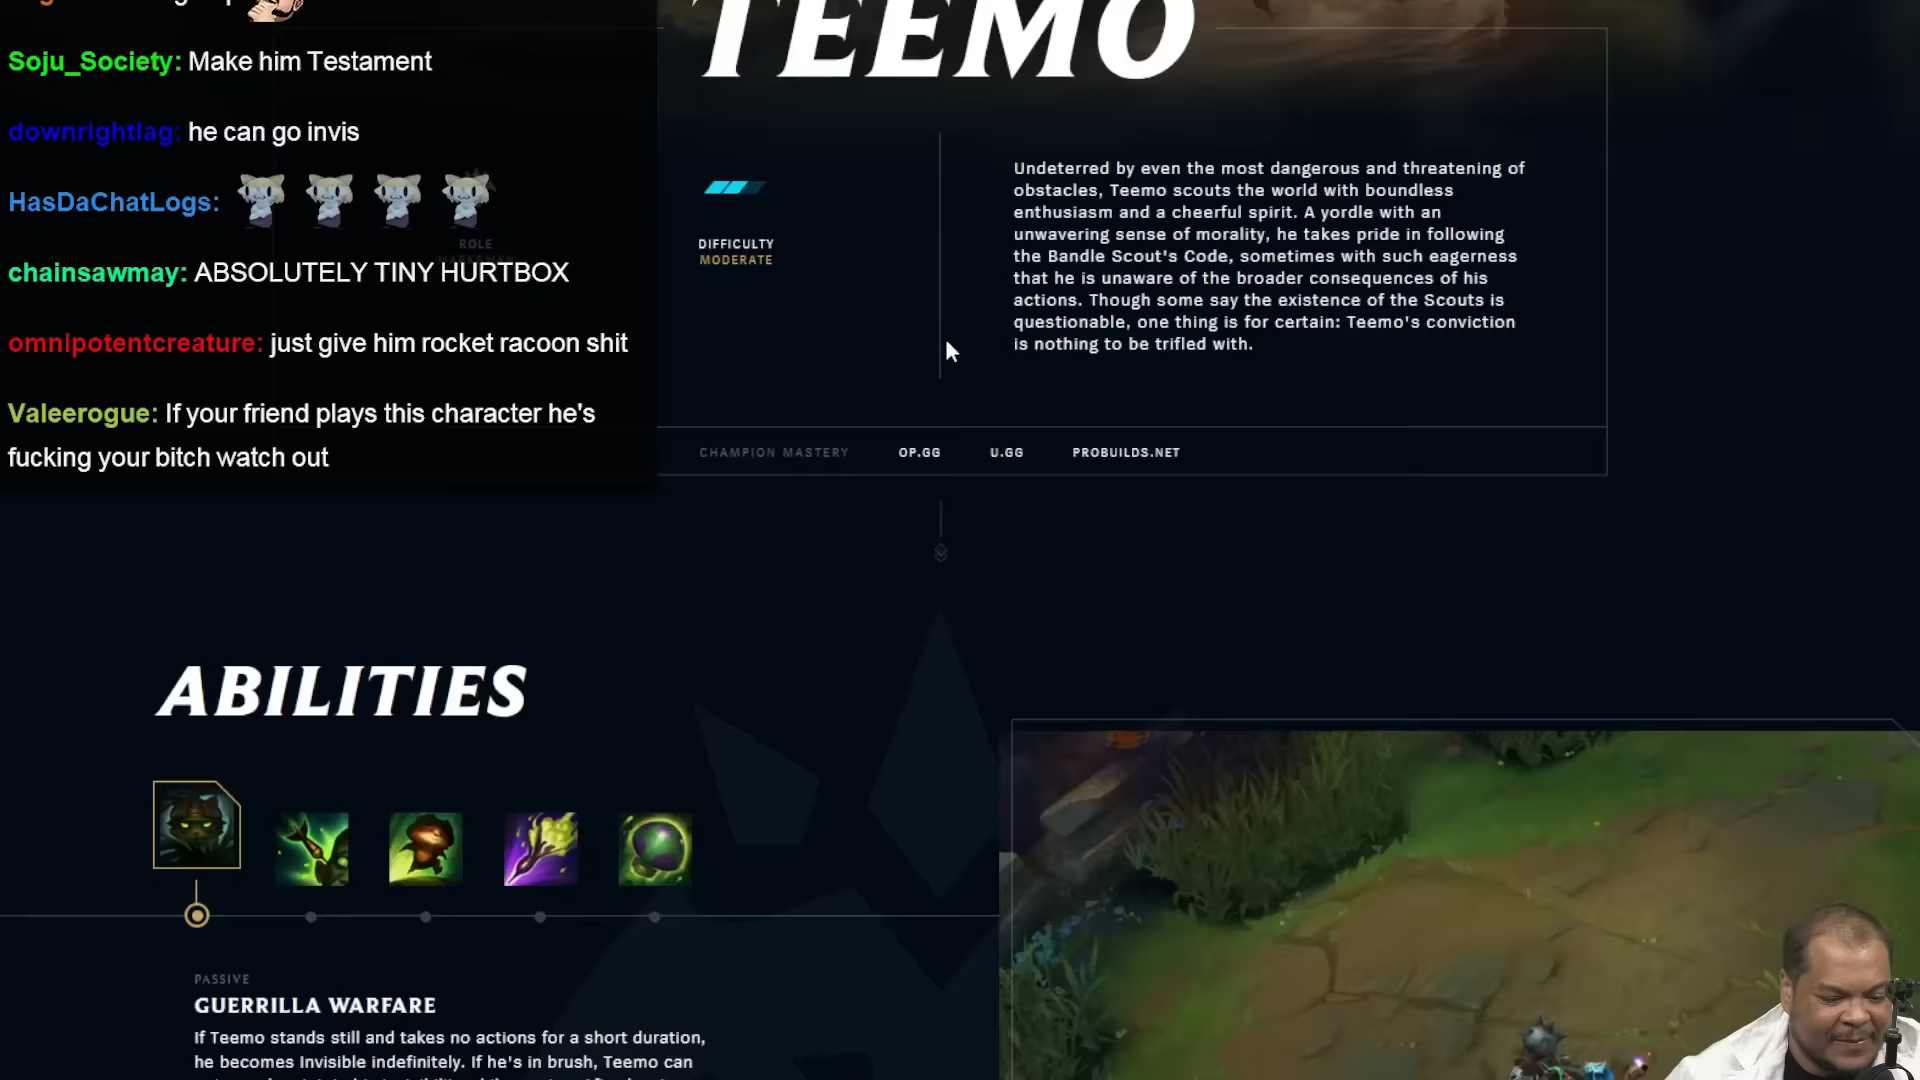 TEEMO
Soju_Society: Make him Testament
downrightlag: he can go invis
HasDaChatLogs:
ROLE
chainsawmay: ABSOLUTELY TINY HURTBOX
omnipotentcreature: just give him rocket racoon shit
Valeerogue: If your friend plays this character he's
fucking your bitch watch out
DIFFICULTY
MODERATE
Undeterred by even the most dangerous and threatening of
obstacles, Teemo scouts the world with boundless
enthusiasm and a cheerful spirit. A yordle with an
unwavering sense of morality, he takes pride in following
the Bandle Scout's Code, sometimes with such eagerness
that he is unaware of the broader consequences of his
actions. Though some say the existence of the Scouts is
questionable, one thing is for certain: Teemo's conviction
is nothing to be trifled with.
CHAMPION MASTERY OP.GG U.GG PROBUILDS.NET
ABILITIES
PASSIVE
GUERRILLA WARFARE
If Teemo stands still and takes no actions for a short duration,
he becomes Invisible indefinitely. If he's in brush, Teemo can